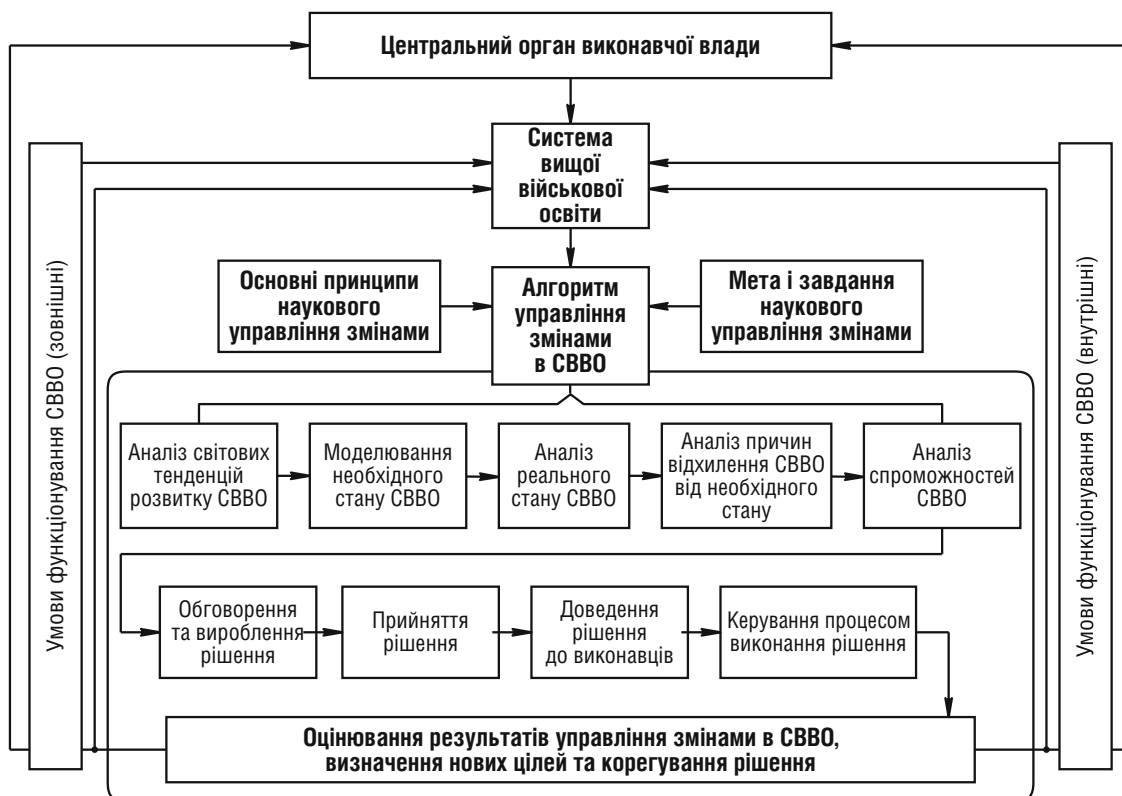 Центральний орган виконавчої влади
Система
вищої
військової
освіти
Умови функціонування СВВО (зовнішні)
Умови функціонування СВВО (внутрішні)
Основні принципи
наукового
управління змінами
Алгоритм
управління
змінами
в СВВО
Мета і завдання
наукового
управління змінами
Аналіз світових
тенденцій
розвитку СВВО
Моделювання
необхідного
стану СВВО
Аналіз
реального
стану СВВО
Аналіз причин
відхилення СВВО
від необхідного
стану
Аналіз
спроможностей
СВВО
Обговорення
та вироблення
рішення
Прийняття
рішення
Доведення
рішення
до виконавців
Керування процесом
виконання рішення
Оцінювання результатів управління змінами в СВВО,
визначення нових цілей та корегування рішення